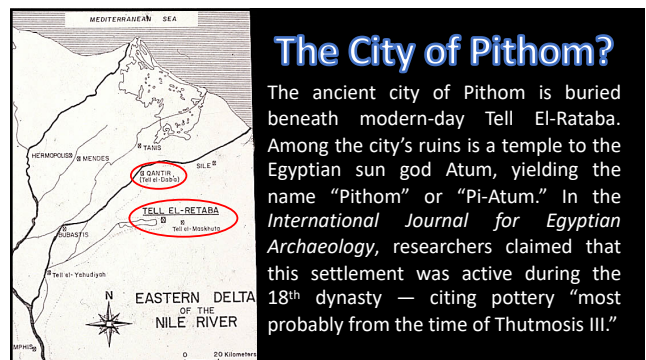 MEDITERRANEAN SEA
TANIS
HERMOPOLIS
MENDES
SILE
QANTIR
(Tell el-Dab'a)
TELL EL-RETABA
Tell el-Maskhuta
BUBASTIS
Tell el-Yahudiyah
N
EASTERN DELTA
OF THE
NILE RIVER
MPHIS
0 20 Kilometers
The City of Pithom?
The ancient city of Pithom is buried
beneath modern-day Tell El-Rataba.
Among the city's ruins is a temple to the
Egyptian sun god Atum, yielding the
name “Pithom” or “Pi-Atum.” In the
International Journal for Egyptian
Archaeology, researchers claimed that
this settlement was active during the
18th dynasty — citing pottery “most
probably from the time of Thutmosis III.”